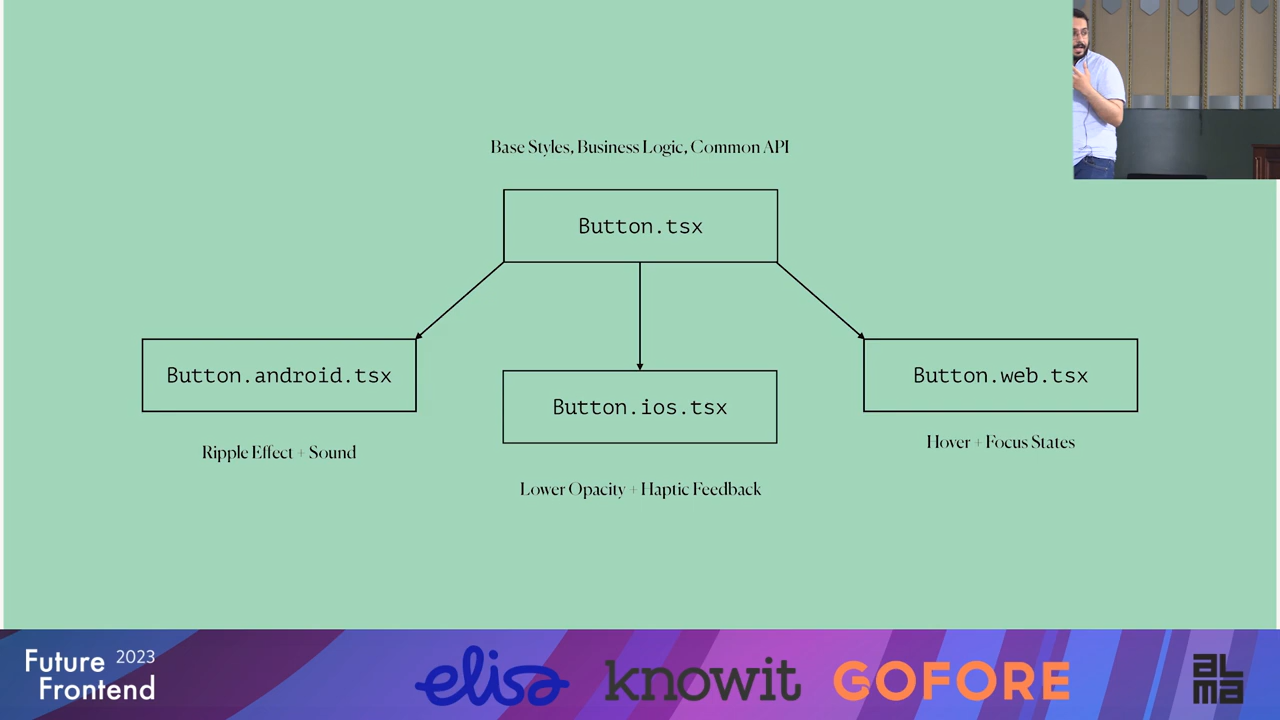 Base Styles, Business Logic, Common API
Button.tsx
Button.android.tsx
Button.ios.tsx
Button.web.tsx
Ripple Effect + Sound
Lower Opacity + Haptic Feedback
Hover + Focus States
Future 2023
Frontend
elisa
knowit
GOFORE
ALMA